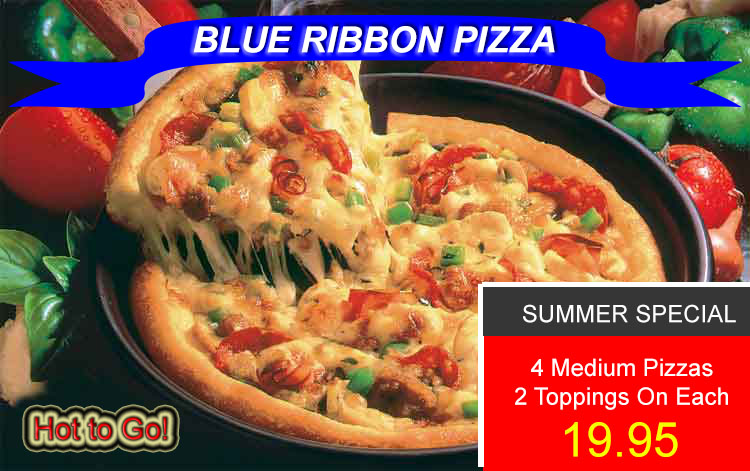 BLUE RIBBON PIZZA
SUMMER SPECIAL
4 Medium Pizzas
2 Toppings On Each
19.95
Hot to Go!